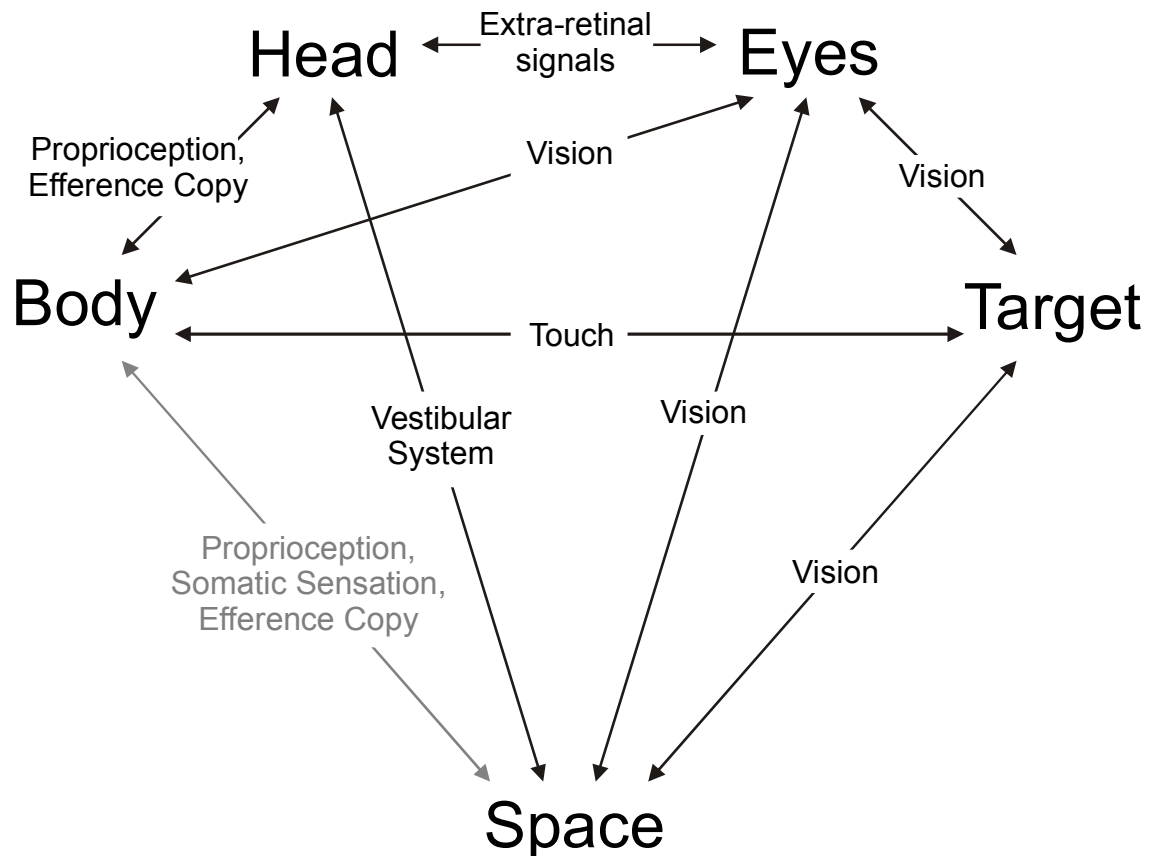 Head
Extra-retinal
signals
Eyes
Proprioception,
Efference Copy
Vision
Vision
Body
Target
Touch
Vestibular
System
Vision
Proprioception,
Somatic Sensation,
Efference Copy
Vision
Space